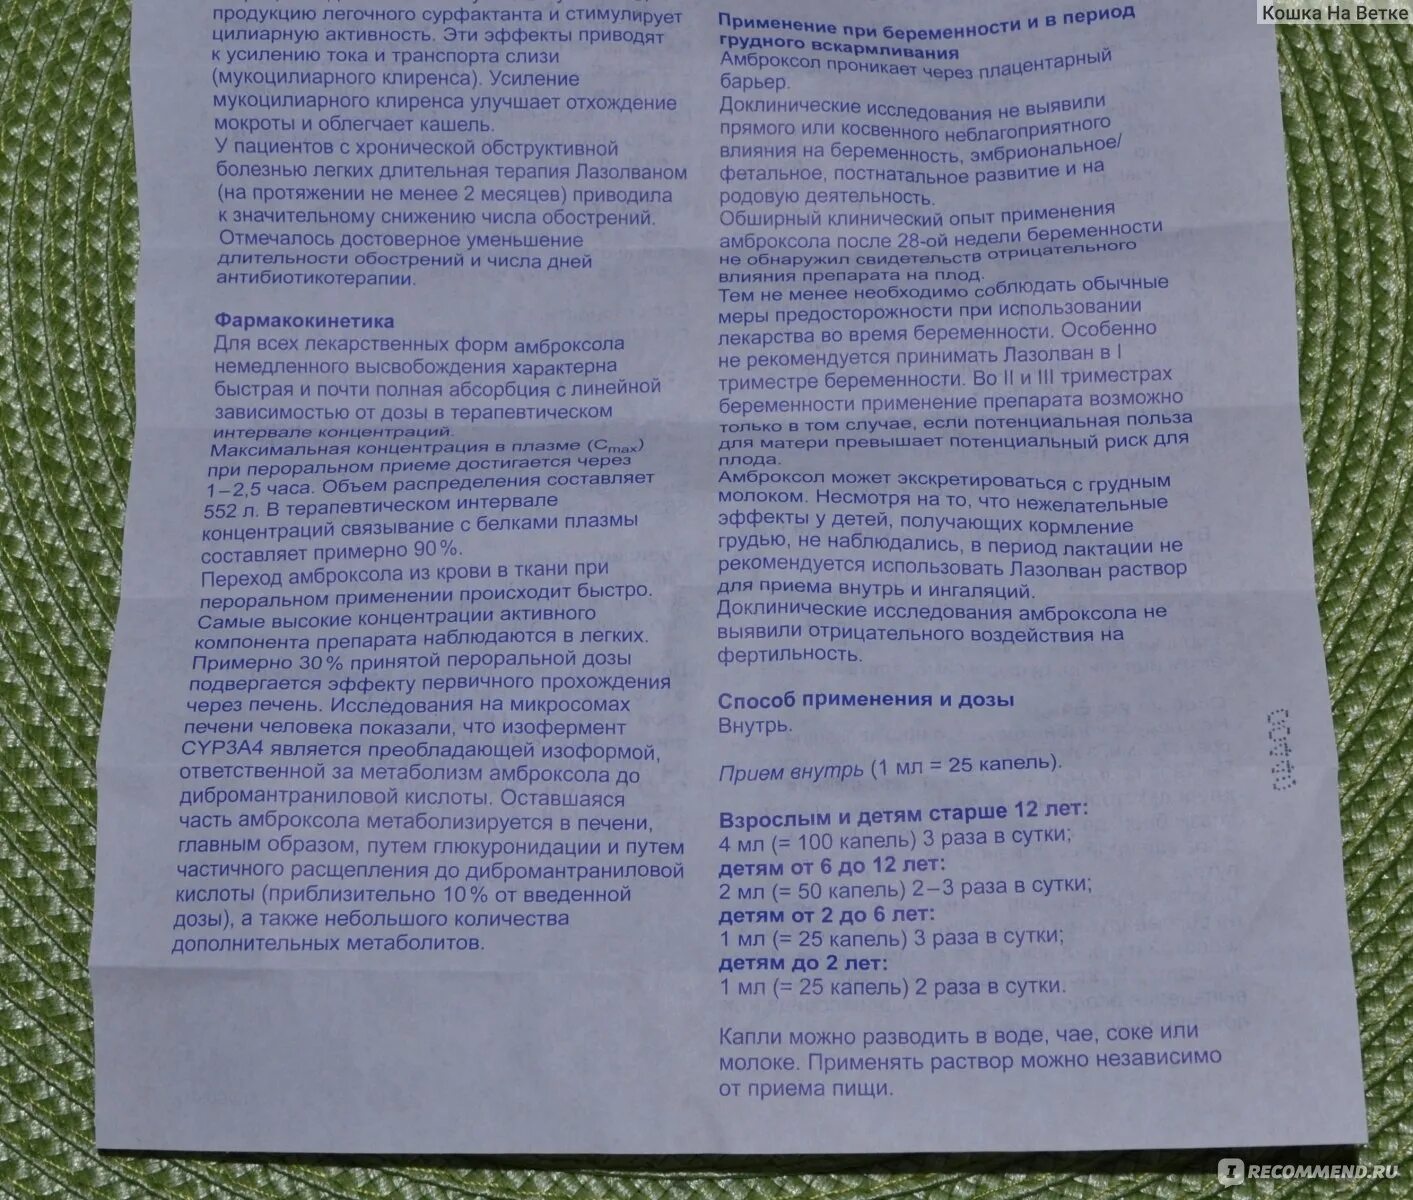 Кошка На Ветке
продукцию легочного сурфактанта и стимулирует
цилиарную активность. Эти эффекты приводят
к усилению тока и транспорта слизи
(мукоцилиарного клиренса). Усиление
мукоцилиарного клиренса улучшает отхождение
мокроты и облегчает кашель.
У пациентов с хронической обструктивной
болезнью легких длительная терапия Лазолваном
(на протяжении не менее 2 месяцев) приводила
к значительному снижению числа обострений.
Отмечалось достоверное уменьшение
длительности обострений и числа дней
антибиотикотерапии.
Фармакокинетика
Для всех лекарственных форм амброксола
немедленного высвобождения характерна
быстрая и почти полная абсорбция с линейной
зависимостью от дозы в терапевтическом
интервале концентраций.
Максимальная концентрация в плазме (Cmax)
при пероральном приеме достигается через
1–2,5 часа. Объем распределения составляет
552 л. В терапевтическом интервале
концентраций связывание с белками плазмы
составляет примерно 90%.
Переход амброксола из крови в ткани при
пероральном применении происходит быстро.
Самые высокие концентрации активного
компонента препарата наблюдаются в легких.
Примерно 30% принятой пероральной дозы
подвергается эффекту первичного прохождения
через печень. Исследования на микросомах
печени человека показали, что изофермент
CYP3A4 является преобладающей изоформой,
ответственной за метаболизм амброксола до
дибромантраниловой кислоты. Оставшаяся
часть амброксола метаболизируется в печени,
главным образом, путем глюкуронидации и путем
частичного расщепления до дибромантраниловой
кислоты (приблизительно 10% от введенной
дозы), а также небольшого количества
дополнительных метаболитов.
Применение при беременности и в период
грудного вскармливания
Амброксол проникает через плацентарный
барьер.
Доклинические исследования не выявили
прямого или косвенного неблагоприятного
влияния на беременность, эмбриональное/
фетальное, постнатальное развитие и на
родовую деятельность.
Обширный клинический опыт применения
амброксола после 28-ой недели беременности
не обнаружил свидетельств отрицательного
влияния препарата на плод.
Тем не менее необходимо соблюдать обычные
меры предосторожности при использовании
лекарства во время беременности. Особенно
не рекомендуется принимать Лазолван в I
триместре беременности. Во II и III триместрах
беременности применение препарата возможно
только в том случае, если потенциальная польза
для матери превышает потенциальный риск для
плода.
Амброксол может экскретироваться с грудным
молоком. Несмотря на то, что нежелательные
эффекты у детей, получающих кормление
грудью, не наблюдались, в период лактации не
рекомендуется использовать Лазолван раствор
для приема внутрь и ингаляций.
Доклинические исследования амброксола не
выявили отрицательного воздействия на
фертильность.
Способ применения и дозы
Внутрь.
Прием внутрь (1 мл = 25 капель).
Взрослым и детям старше 12 лет:
4 мл (= 100 капель) 3 раза в сутки;
детям от 6 до 12 лет:
2 мл (= 50 капель) 2–3 раза в сутки;
детям от 2 до 6 лет:
1 мл (= 25 капель) 3 раза в сутки;
детям до 2 лет:
1 мл (= 25 капель) 2 раза в сутки.
Капли можно разводить в воде, чае, соке или
молоке. Применять раствор можно независимо
от приема пищи.
IRECOMMEND.RU